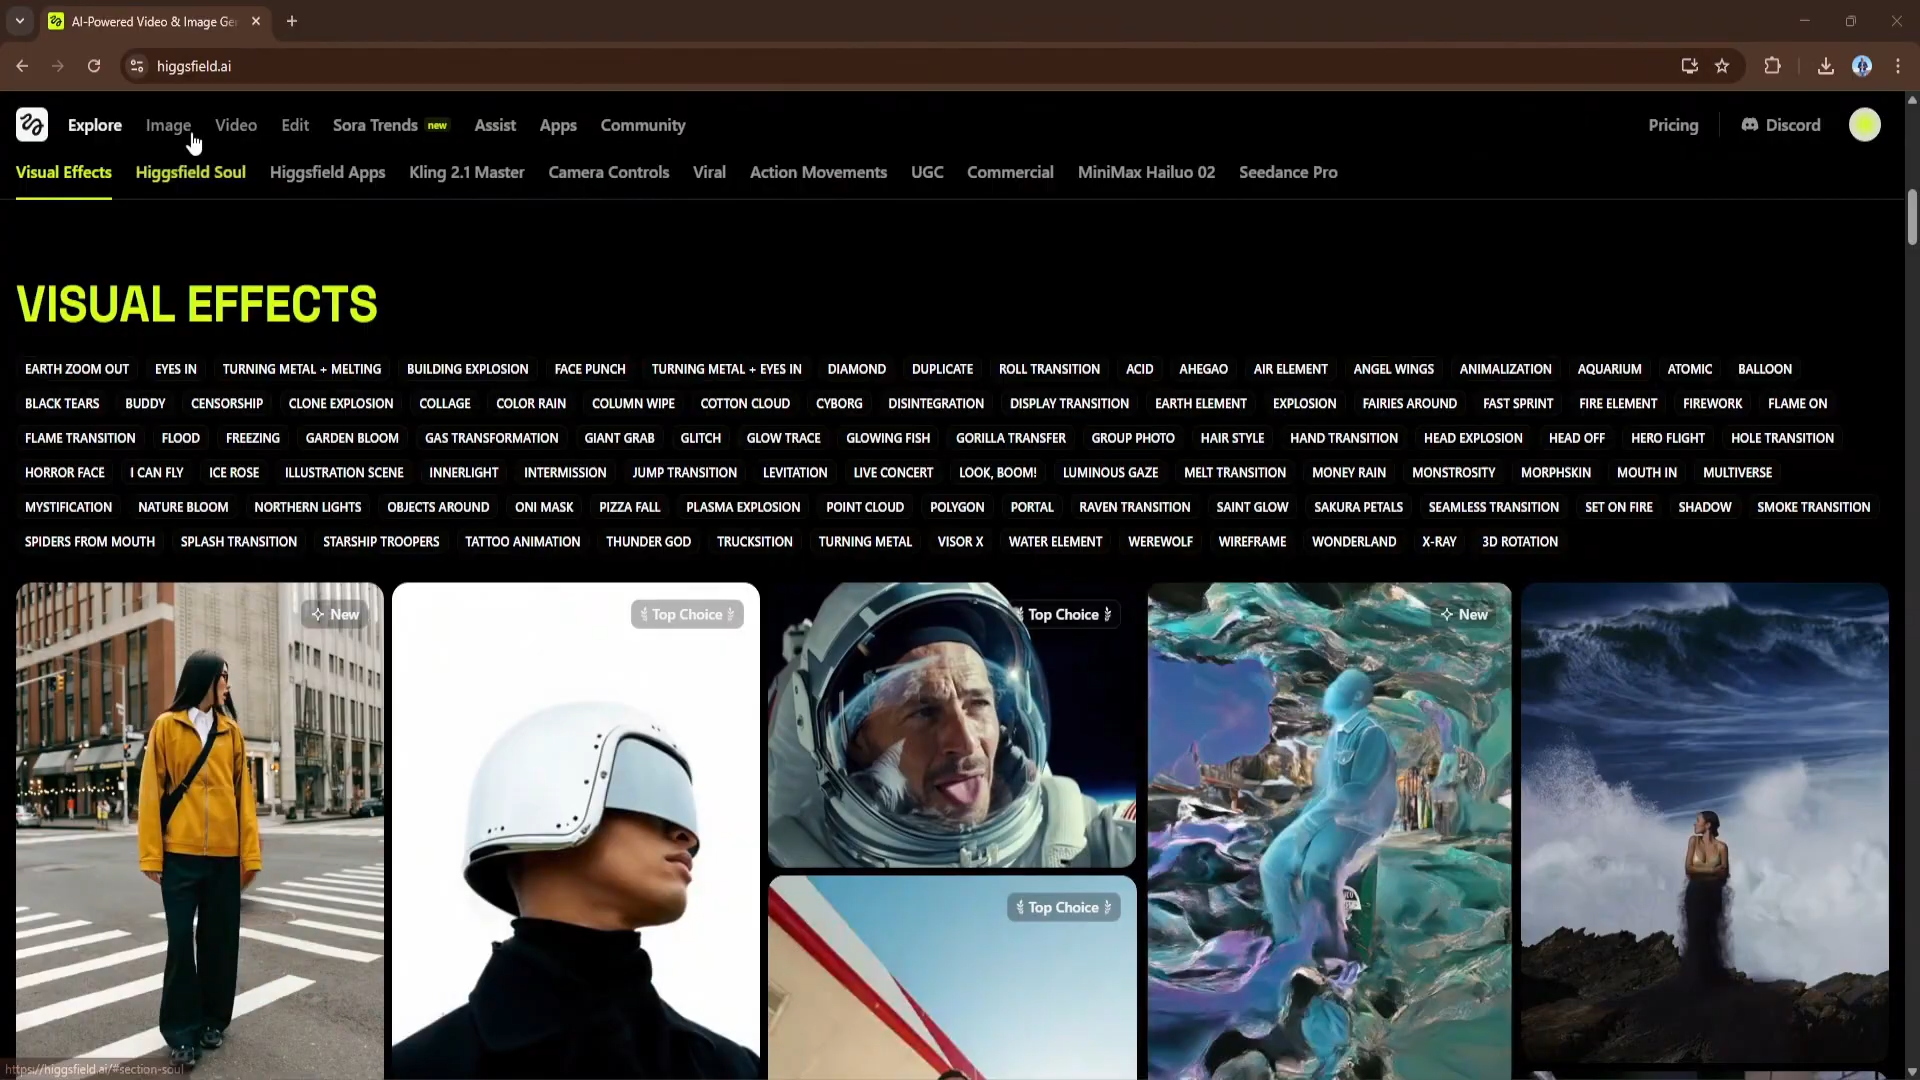 AI-Powered Video & Image Ge
higgsfield.ai
Explore Image Video Edit Sora Trends new Assist Apps Community Pricing Discord
Visual Effects Higgsfield Soul Higgsfield Apps Kling 2.1 Master Camera Controls Viral Action Movements UGC Commercial MiniMax Hailuo 02 Seedance Pro
VISUAL EFFECTS
EARTH ZOOM OUT EYES IN TURNING METAL + MELTING BUILDING EXPLOSION FACE PUNCH TURNING METAL + EYES IN DIAMOND DUPLICATE ROLL TRANSITION ACID AHEGAO AIR ELEMENT ANGEL WINGS ANIMALIZATION AQUARIUM ATOMIC BALLOON
BLACK TEARS BUDDY CENSORSHIP CLONE EXPLOSION COLLAGE COLOR RAIN COLUMN WIPE COTTON CLOUD CYBORG DISINTEGRATION DISPLAY TRANSITION EARTH ELEMENT EXPLOSION FAIRIES AROUND FAST SPRINT FIRE ELEMENT FIREWORK FLAME ON
FLAME TRANSITION FLOOD FREEZING GARDEN BLOOM GAS TRANSFORMATION GIANT GRAB GLITCH GLOW TRACE GLOWING FISH GORILLA TRANSFER GROUP PHOTO HAIR STYLE HAND TRANSITION HEAD EXPLOSION HEAD OFF HERO FLIGHT HOLE TRANSITION
HORROR FACE I CAN FLY ICE ROSE ILLUSTRATION SCENE INNERLIGHT INTERMISSION JUMP TRANSITION LEVITATION LIVE CONCERT LOOK, BOOM! LUMINOUS GAZE MELT TRANSITION MONEY RAIN MONSTROSITY MORPHSKIN MOUTH IN MULTIVERSE
MYSTIFICATION NATURE BLOOM NORTHERN LIGHTS OBJECTS AROUND ONI MASK PIZZA FALL PLASMA EXPLOSION POINT CLOUD POLYGON PORTAL RAVEN TRANSITION SAINT GLOW SAKURA PETALS SEAMLESS TRANSITION SET ON FIRE SHADOW SMOKE TRANSITION
SPIDERS FROM MOUTH SPLASH TRANSITION STARSHIP TROOPERS TATTOO ANIMATION THUNDER GOD TRUCKSITION TURNING METAL VISOR X WATER ELEMENT WEREWOLF WIREFRAME WONDERLAND X-RAY 3D ROTATION
New
Top Choice
Top Choice
New
Top Choice
https://higgsfield.ai/#section-soul